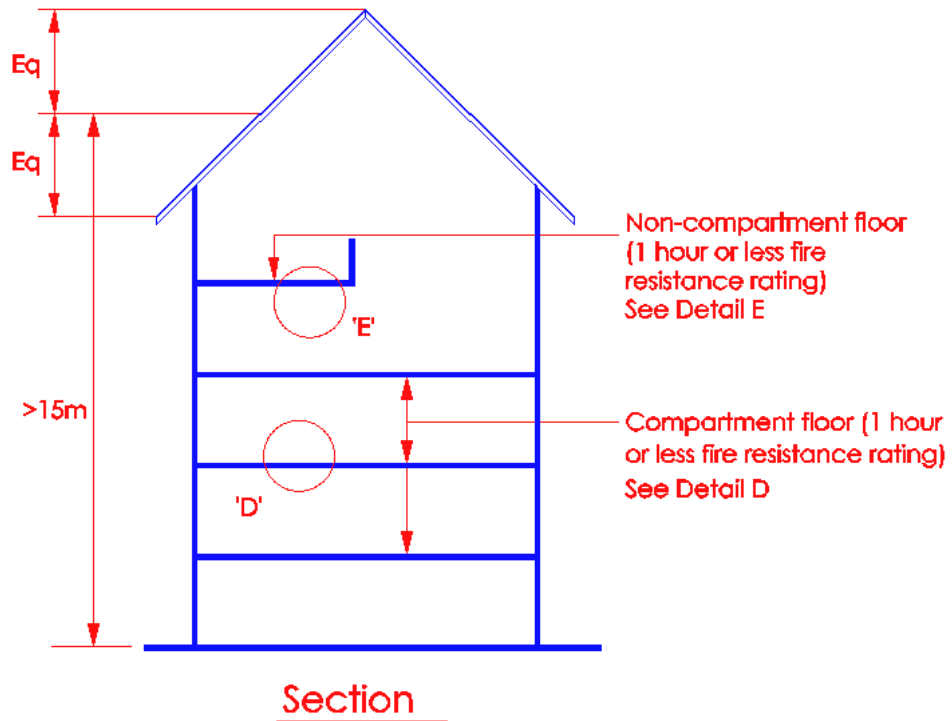 Eq
Eq
Non-compartment floor
(1 hour or less fire
resistance rating)
See Detail E
'E'
>15m
Compartment floor (1 hour
or less fire resistance rating)
See Detail D
'D'
Section